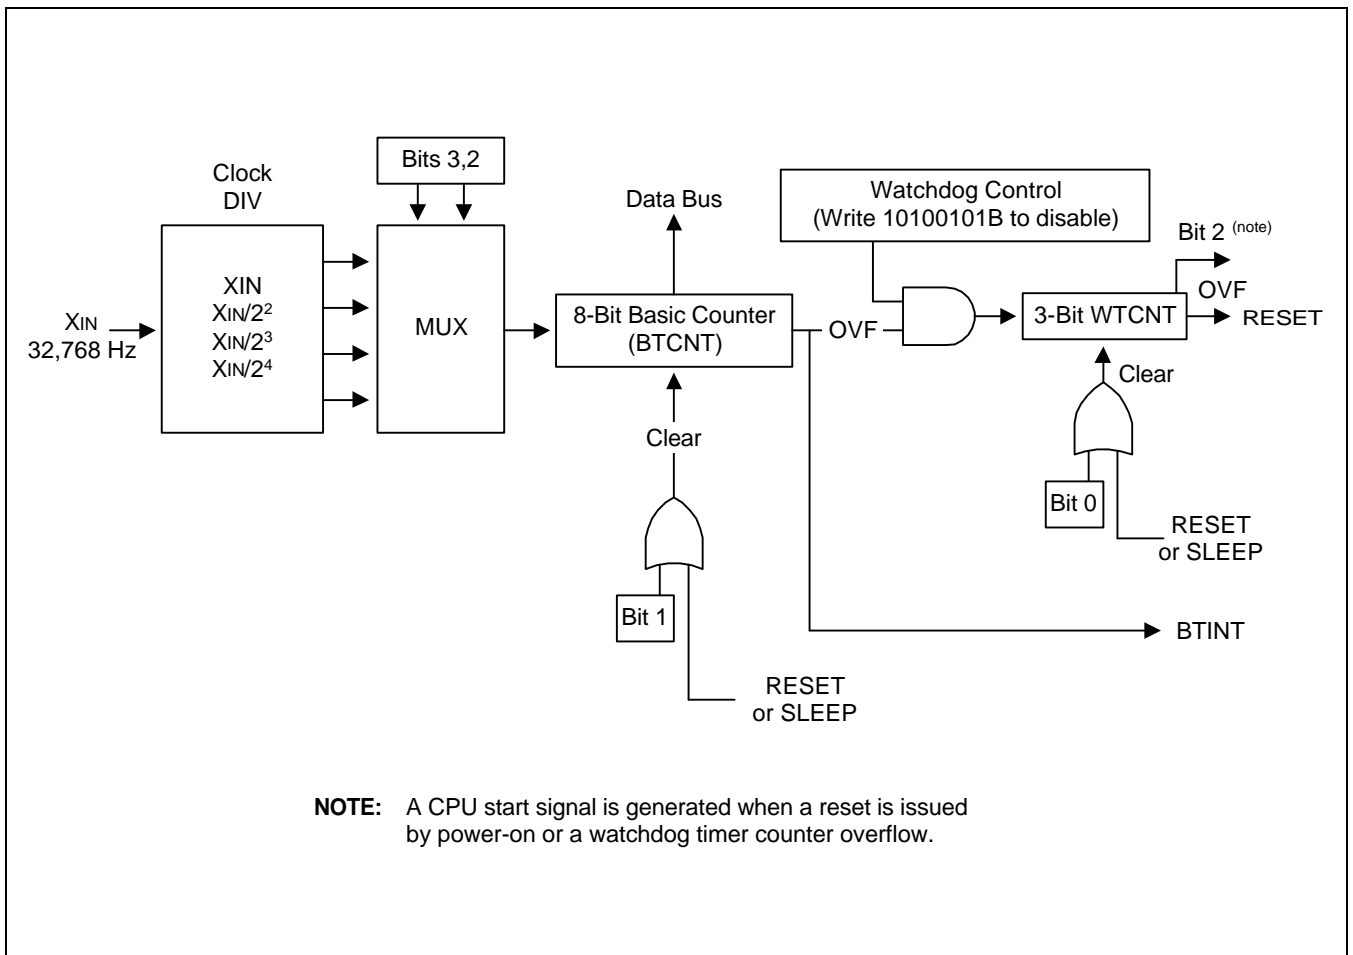 Clock
DIV
Bits 3,2
Data Bus
Watchdog Control
(Write 10100101B to disable)
Bit 2 (note)
XIN
32,768 Hz
XIN
XIN/2²
XIN/2³
XIN/2⁴
MUX
8-Bit Basic Counter
(BTCNT)
OVF
3-Bit WTCNT
OVF
RESET
Clear
Clear
Bit 0
RESET
or SLEEP
Bit 1
BTINT
RESET
or SLEEP
NOTE: A CPU start signal is generated when a reset is issued
by power-on or a watchdog timer counter overflow.